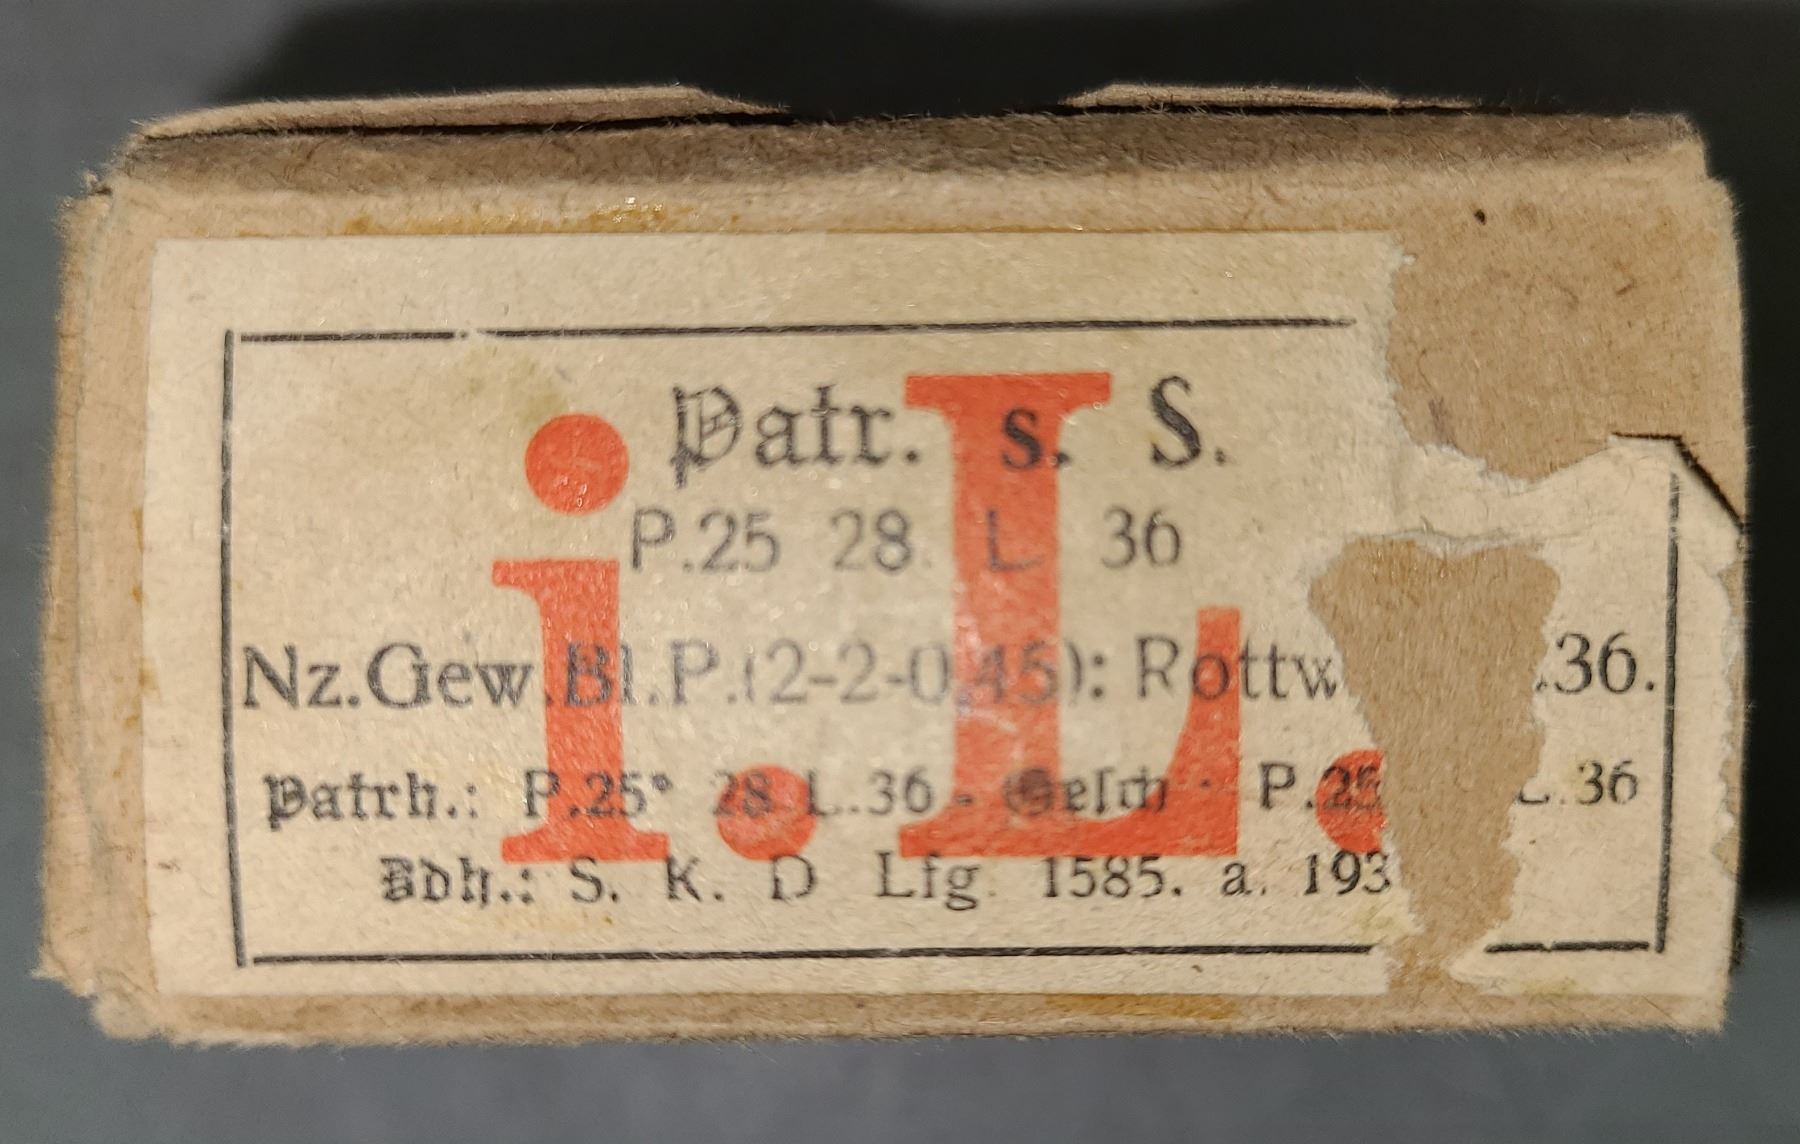 Patr. s. S.
i. L.
P.25 28. L 36
Nz.Gew.Bl.P.(2-2-0,45): Rottw .36.
Patrh.: P.25* 28 L.36 - Gesch.: P.25 L.36
Zdh.: S. K. D Lfg. 1585. a. 193